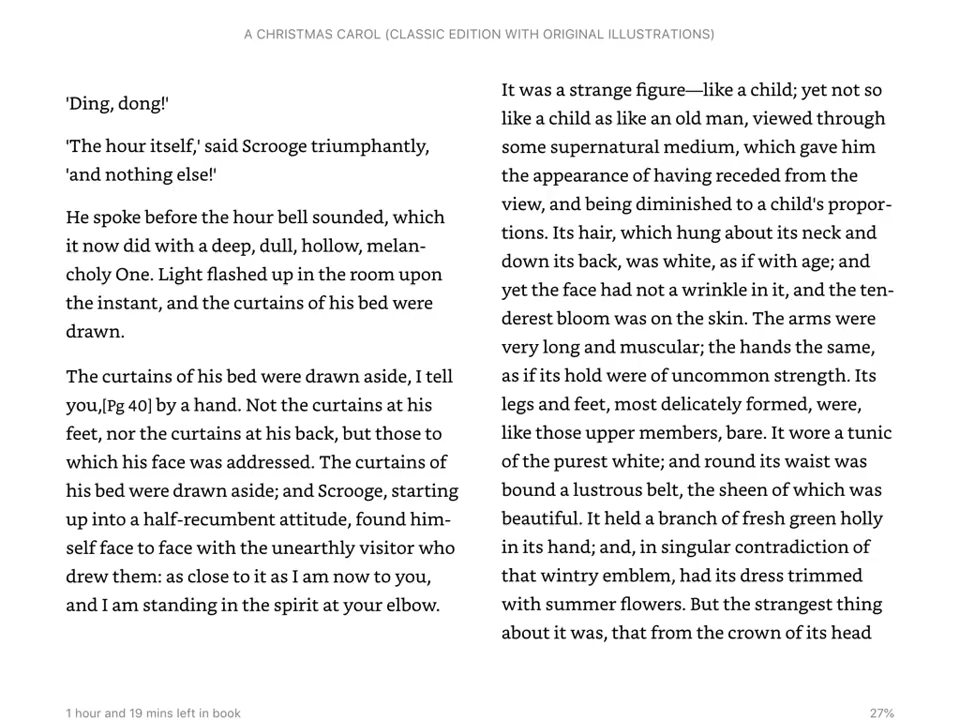 A CHRISTMAS CAROL (CLASSIC EDITION WITH ORIGINAL ILLUSTRATIONS)
'Ding, dong!'
'The hour itself,' said Scrooge triumphantly,
'and nothing else!'
He spoke before the hour bell sounded, which
it now did with a deep, dull, hollow, melan-
choly One. Light flashed up in the room upon
the instant, and the curtains of his bed were
drawn.
The curtains of his bed were drawn aside, I tell
you,[Pg 40] by a hand. Not the curtains at his
feet, nor the curtains at his back, but those to
which his face was addressed. The curtains of
his bed were drawn aside; and Scrooge, starting
up into a half-recumbent attitude, found him-
self face to face with the unearthly visitor who
drew them: as close to it as I am now to you,
and I am standing in the spirit at your elbow.
It was a strange figure—like a child; yet not so
like a child as like an old man, viewed through
some supernatural medium, which gave him
the appearance of having receded from the
view, and being diminished to a child's propor-
tions. Its hair, which hung about its neck and
down its back, was white, as if with age; and
yet the face had not a wrinkle in it, and the ten-
derest bloom was on the skin. The arms were
very long and muscular; the hands the same,
as if its hold were of uncommon strength. Its
legs and feet, most delicately formed, were,
like those upper members, bare. It wore a tunic
of the purest white; and round its waist was
bound a lustrous belt, the sheen of which was
beautiful. It held a branch of fresh green holly
in its hand; and, in singular contradiction of
that wintry emblem, had its dress trimmed
with summer flowers. But the strangest thing
about it was, that from the crown of its head
1 hour and 19 mins left in book
27%